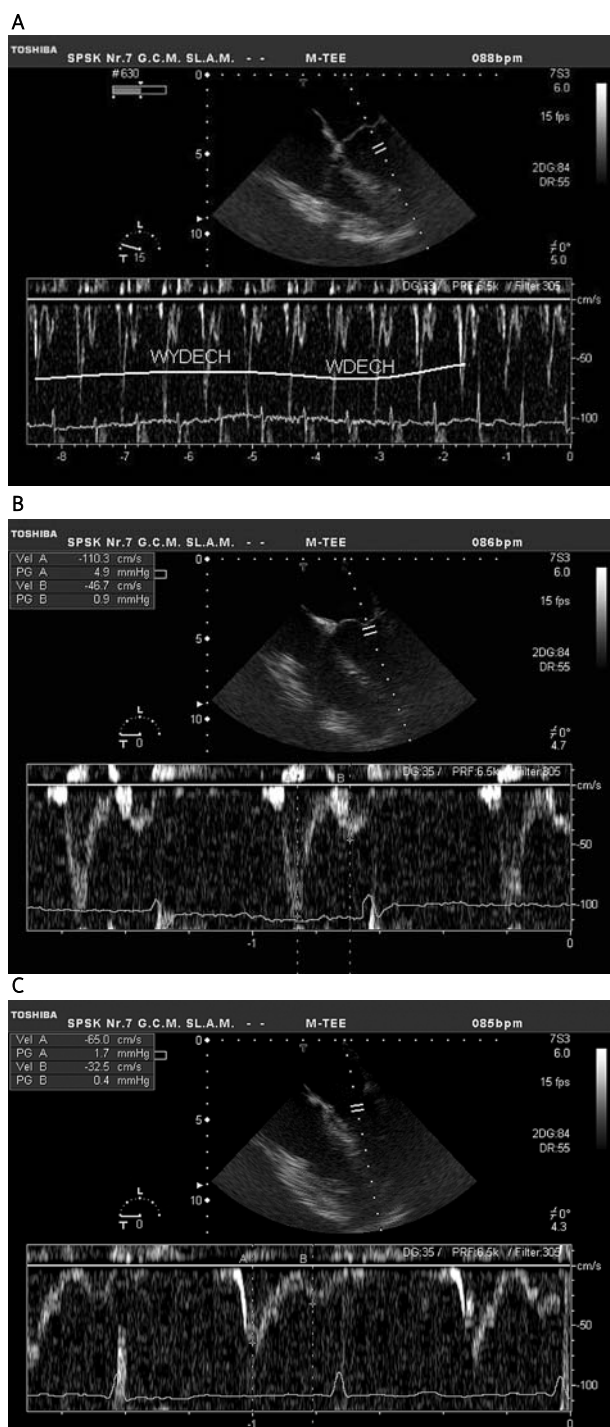 A
TOSHIBA
SPSK Nr.7 G.C.M. SL.A.M. - - M-TEE 088bpm
#630
0
7S3
6.0
15 fps
5
2DG:84
DR:55
10
L
T 15
0°
5.0
DG:33 / PRF:6.5k / Filter:305
cm/s
WYDECH
WDECH
-50
-100
-8 -7 -6 -5 -4 -3 -2 -1 0
B
TOSHIBA
SPSK Nr.7 G.C.M. SL.A.M. - - M-TEE 086bpm
Vel A -110.3 cm/s
PG A 4.9 mmHg
Vel B -46.7 cm/s
PG B 0.9 mmHg
0
7S3
6.0
15 fps
5
2DG:84
DR:55
10
L
T 0
0°
4.7
B
DG:35 / PRF:6.5k / Filter:305
cm/s
-50
-100
-1 0
C
TOSHIBA
SPSK Nr.7 G.C.M. SL.A.M. - - M-TEE 085bpm
Vel A -65.0 cm/s
PG A 1.7 mmHg
Vel B -32.5 cm/s
PG B 0.4 mmHg
0
7S3
6.0
15 fps
5
2DG:84
DR:55
10
L
T 0
0°
4.3
A B
DG:35 / PRF:6.5k / Filter:305
cm/s
-50
-100
-1 0